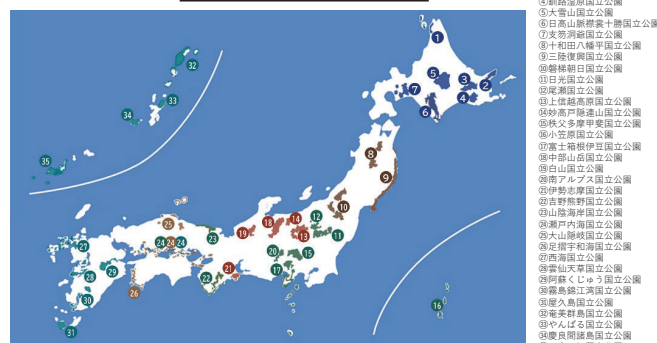 ④釧路湿原国立公園
⑤大雪山国立公園
⑥日高山脈襟裳十勝国立公園
⑦支笏洞爺国立公園
⑧十和田八幡平国立公園
⑨三陸復興国立公園
⑩磐梯朝日国立公園
⑪日光国立公園
⑫尾瀬国立公園
⑬上信越高原国立公園
⑭妙高戸隠連山国立公園
⑮秩父多摩甲斐国立公園
⑯小笠原国立公園
⑰富士箱根伊豆国立公園
⑱中部山岳国立公園
⑲白山国立公園
⑳南アルプス国立公園
㉑伊勢志摩国立公園
㉒吉野熊野国立公園
㉓山陰海岸国立公園
㉔瀬戸内海国立公園
㉕大山隠岐国立公園
㉖足摺宇和海国立公園
㉗西海国立公園
㉘雲仙天草国立公園
㉙阿蘇くじゅう国立公園
㉚霧島錦江湾国立公園
㉛屋久島国立公園
㉜奄美群島国立公園
㉝やんばる国立公園
㉞慶良間諸島国立公園
1
32
5
3
2
7
4
33
6
34
8
35
9
10
25
18
14
12
19
13
11
23
27
24
24
24
20
15
29
28
21
17
22
26
30
16
31